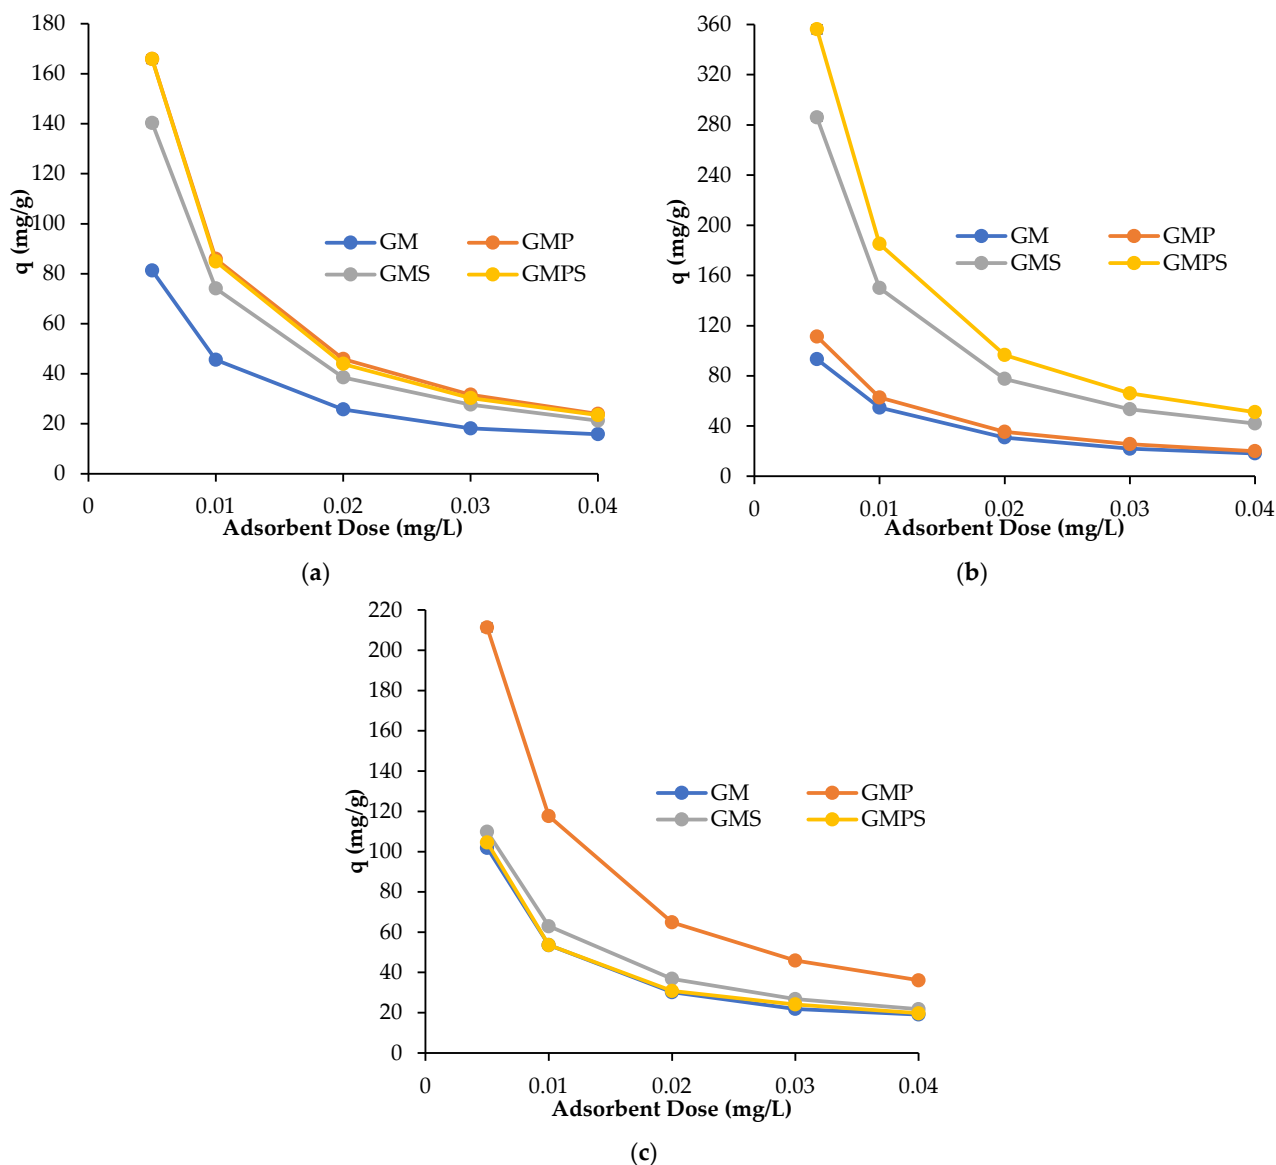 180
160
140
120
100
80
60
40
20
0
q (mg/g)
GM GMP
GMS GMPS
0 0.01 0.02 0.03 0.04
Adsorbent Dose (mg/L)
(a)
360
320
280
240
200
160
120
80
40
0
q (mg/g)
GM GMP
GMS GMPS
0 0.01 0.02 0.03 0.04
Adsorbent Dose (mg/L)
(b)
220
200
180
160
140
120
100
80
60
40
20
0
q (mg/g)
GM GMP
GMS GMPS
0 0.01 0.02 0.03 0.04
Adsorbent Dose (mg/L)
(c)